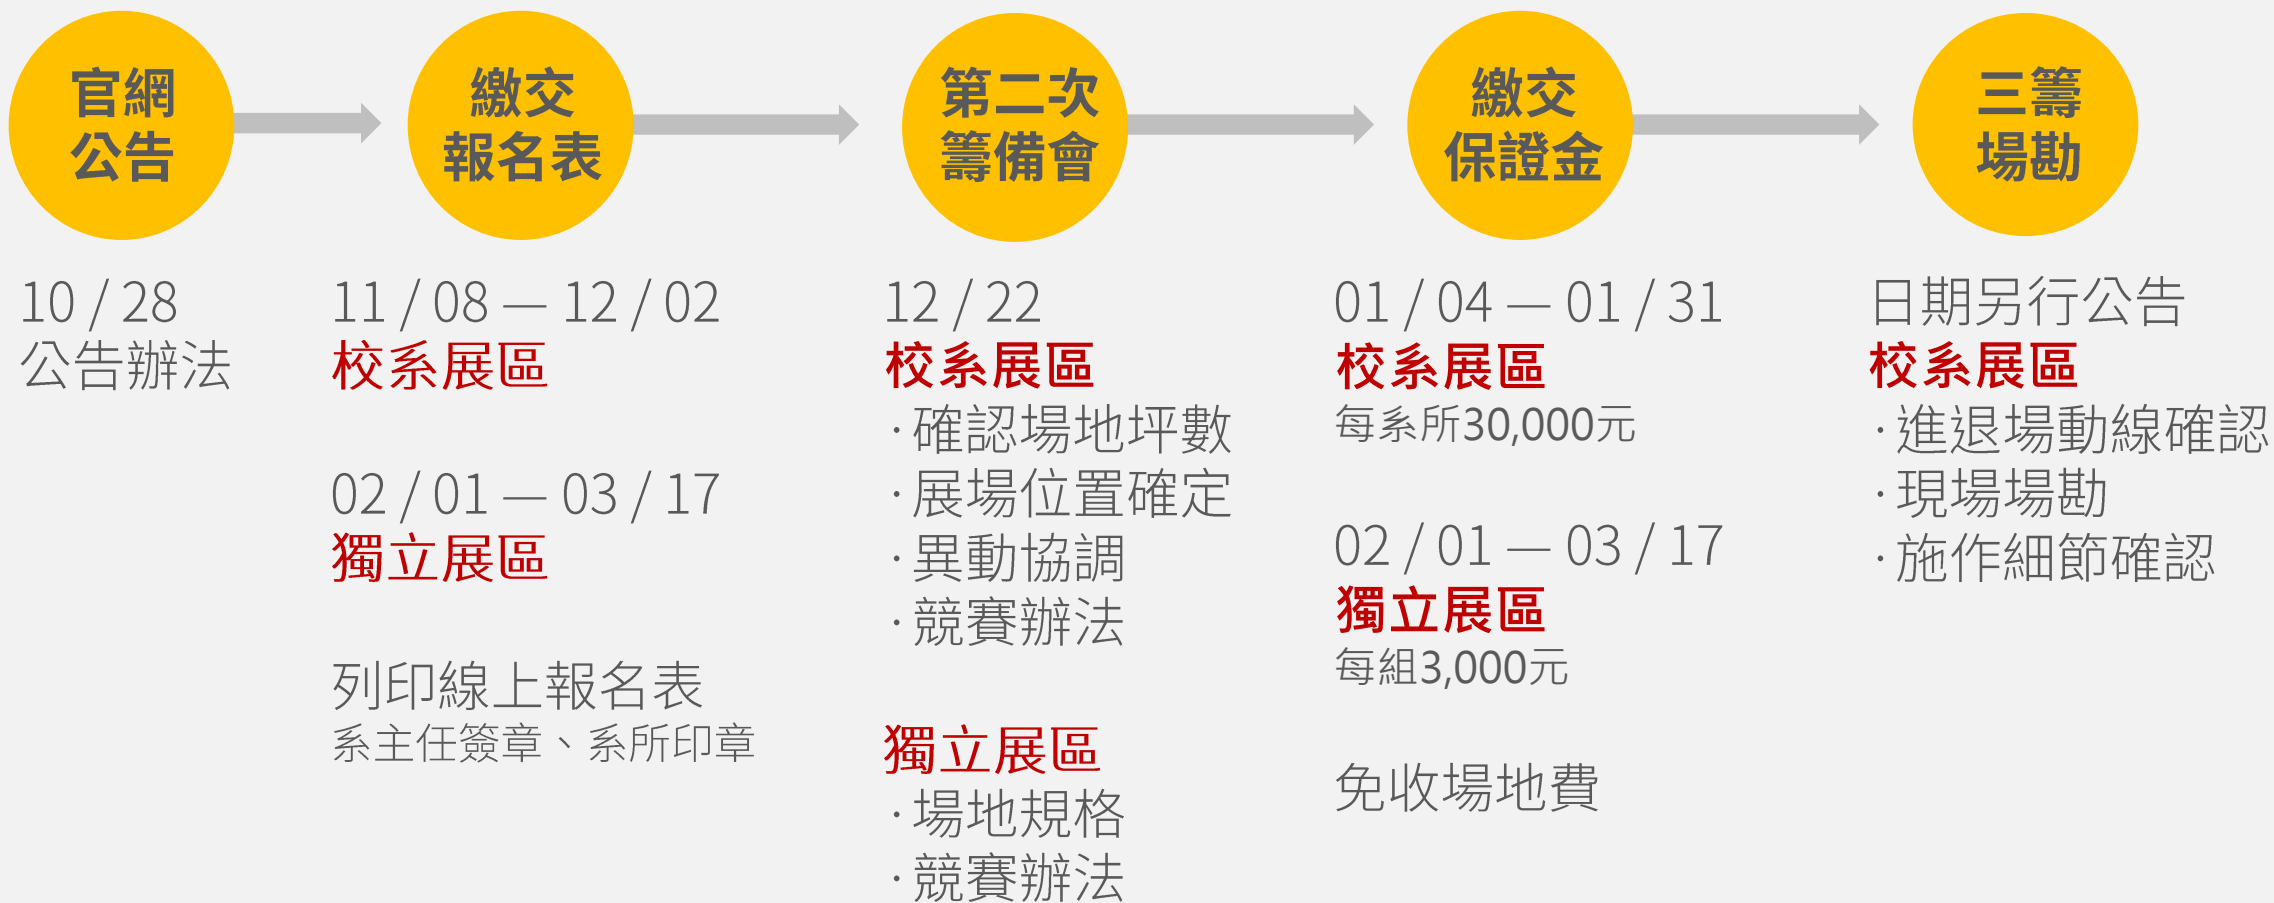 官網
公告
10 / 28
公告辦法
繳交
報名表
11 / 08 — 12 / 02
校系展區
02 / 01 — 03 / 17
獨立展區
列印線上報名表
系主任簽章、系所印章
第二次
籌備會
12 / 22
校系展區
· 確認場地坪數
· 展場位置確定
· 異動協調
· 競賽辦法
獨立展區
· 場地規格
· 競賽辦法
繳交
保證金
01 / 04 — 01 / 31
校系展區
每系所30,000元
02 / 01 — 03 / 17
獨立展區
每組3,000元
免收場地費
三籌
場勘
日期另行公告
校系展區
· 進退場動線確認
· 現場場勘
· 施作細節確認